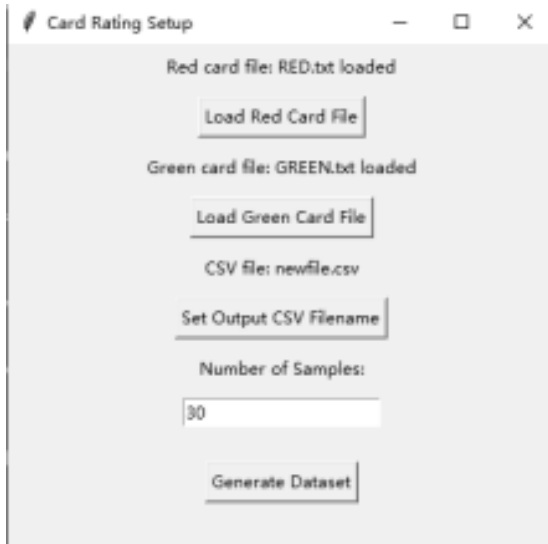 Card Rating Setup
Red card file: RED.txt loaded
Load Red Card File
Green card file: GREEN.txt loaded
Load Green Card File
CSV file: newfile.csv
Set Output CSV Filename
Number of Samples:
30
Generate Dataset